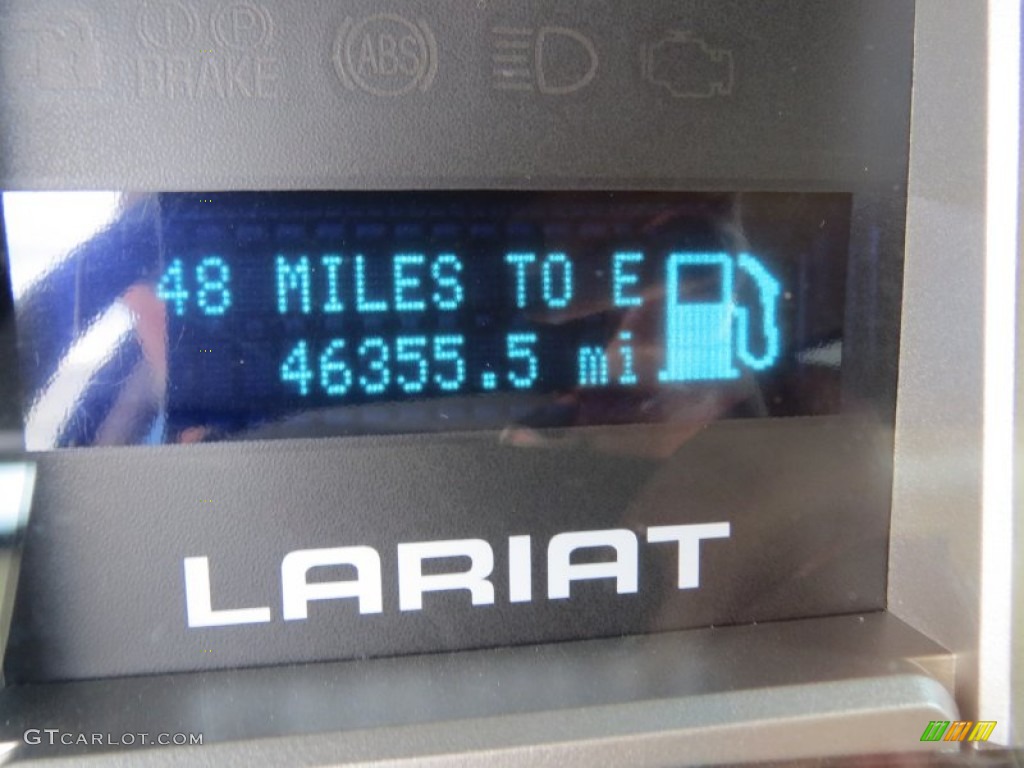 BRAKE ABS
48 MILES TO E
46355.5 mi
LARIAT
GTCARLOT.COM